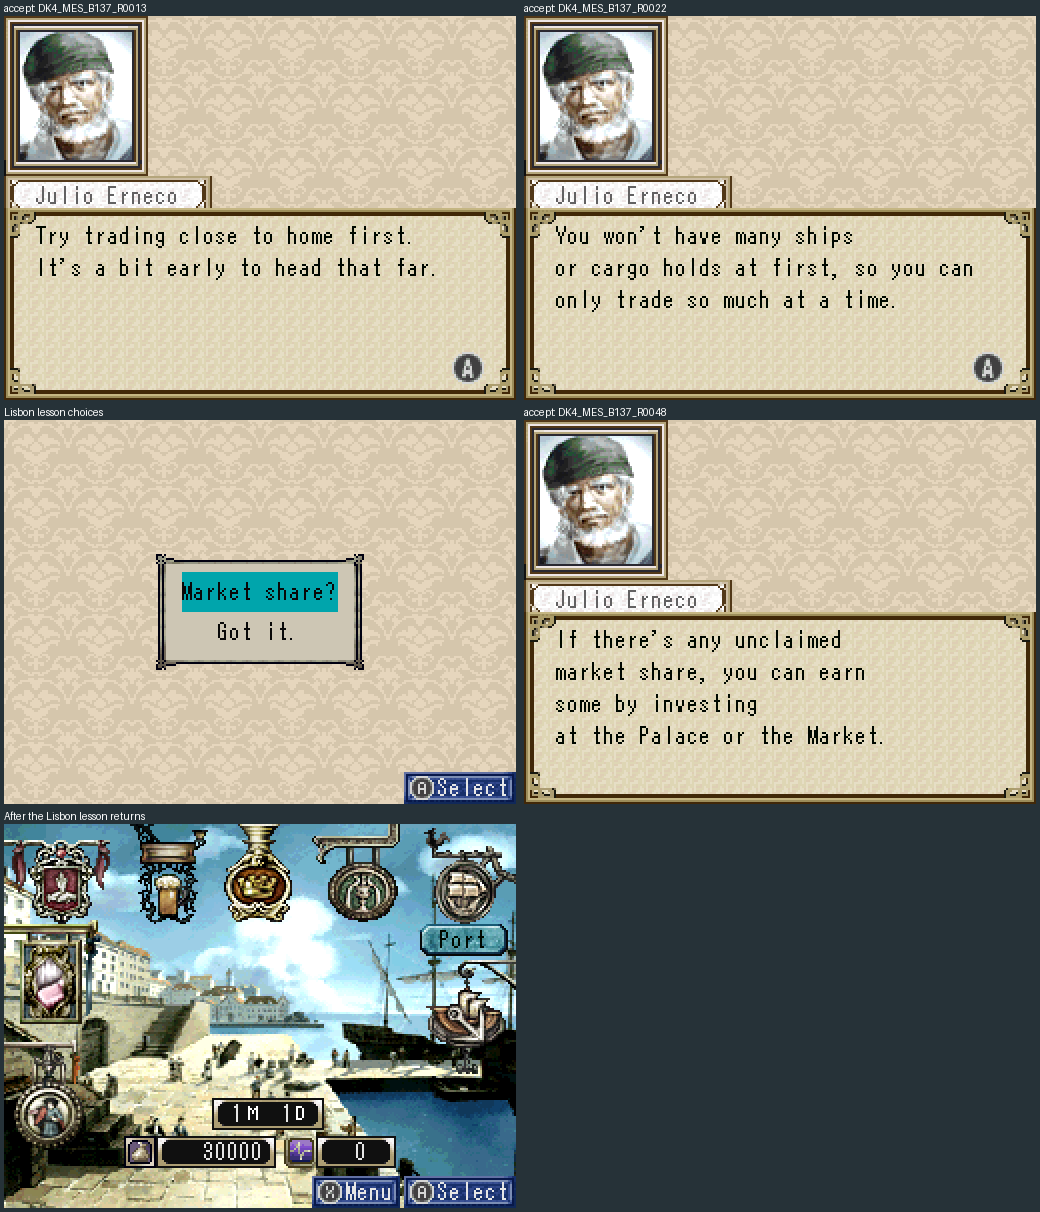 accept DK4_MES_B137_R0013
Julio Erneco
Try trading close to home first.
It's a bit early to head that far.
A
accept DK4_MES_B137_R0022
Julio Erneco
You won't have many ships
or cargo holds at first, so you can
only trade so much at a time.
A
Lisbon lesson choices
Market share?
Got it.
A Select
accept DK4_MES_B137_R0048
Julio Erneco
If there's any unclaimed
market share, you can earn
some by investing
at the Palace or the Market.
After the Lisbon lesson returns
Port
1M 1D
30000
0
X Menu
A Select